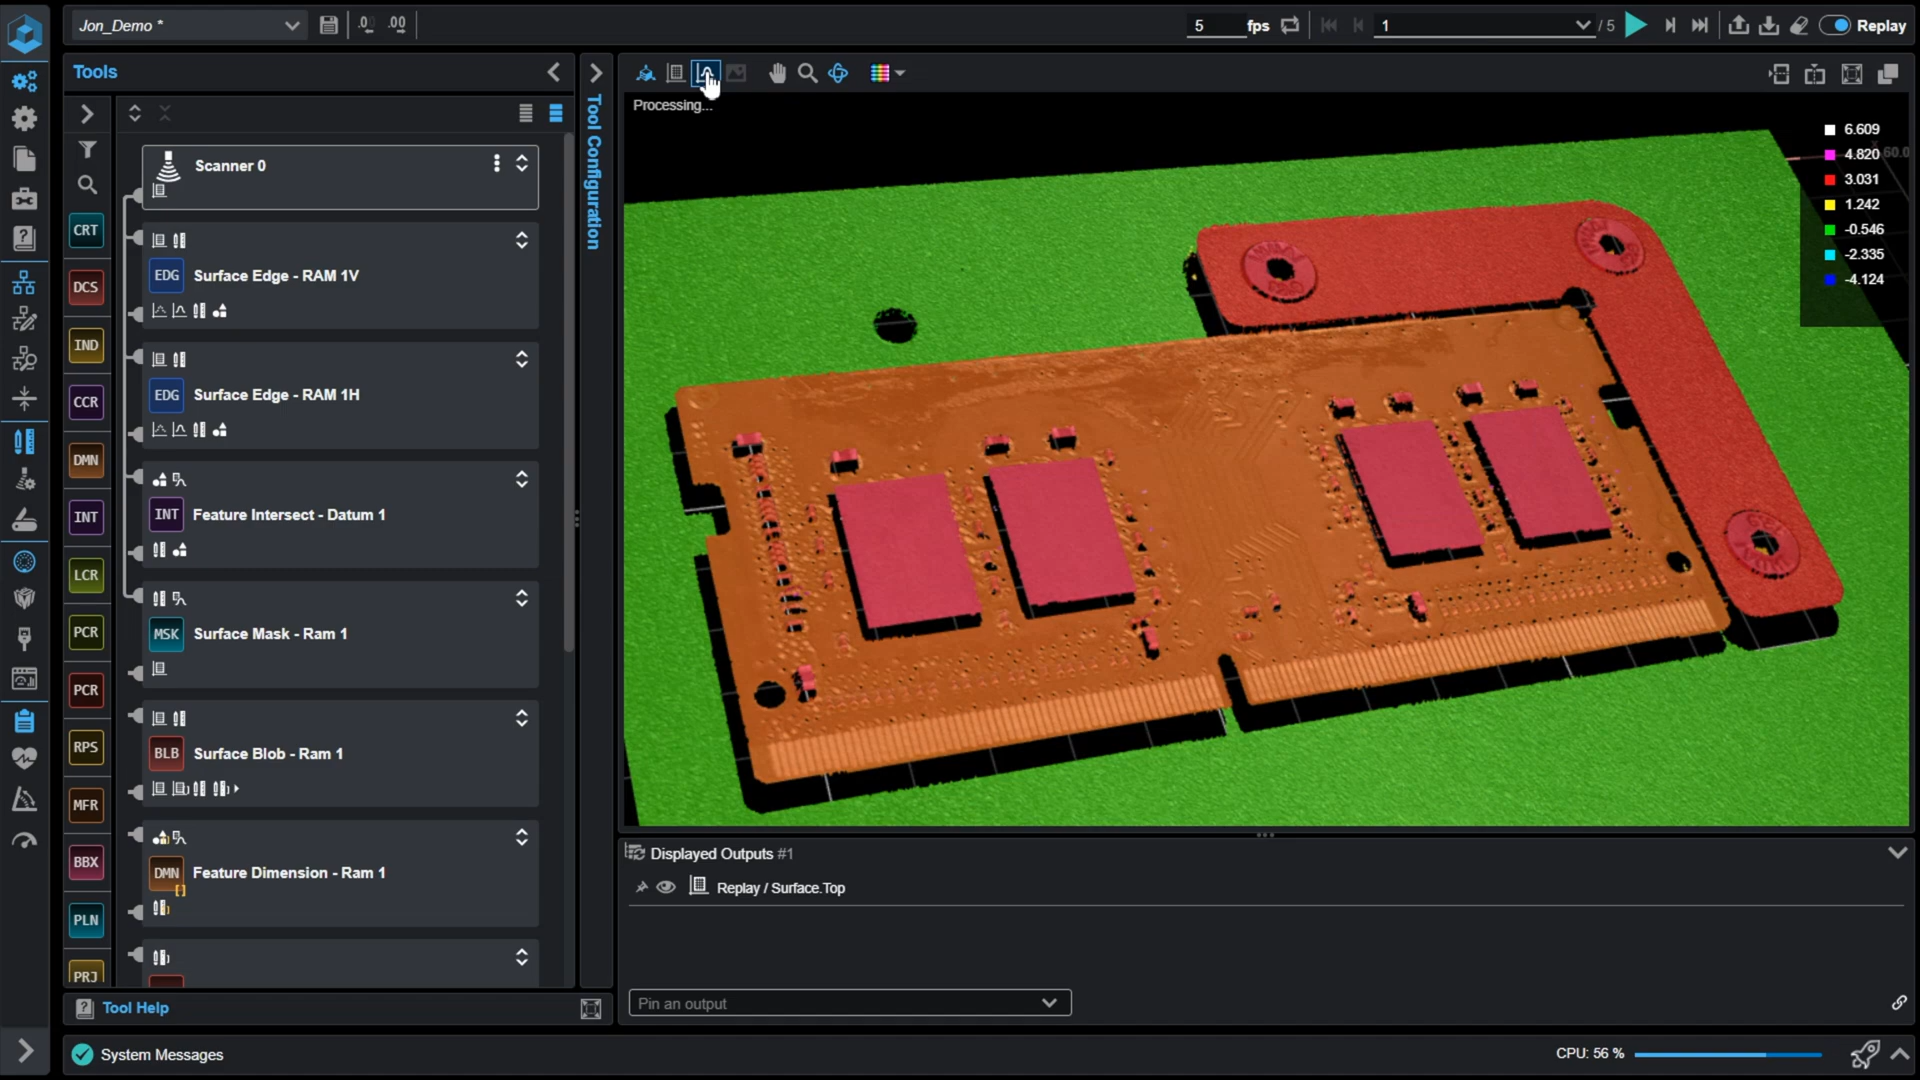 Jon_Demo *
.0 .00
5 fps
1 / 5
Replay
Tools
Tool Configuration
Processing...
Scanner 0
EDG Surface Edge - RAM 1V
EDG Surface Edge - RAM 1H
INT Feature Intersect - Datum 1
MSK Surface Mask - Ram 1
BLB Surface Blob - Ram 1
DMN Feature Dimension - Ram 1
CRT
DCS
IND
CCR
DMN
INT
LCR
PCR
PCR
RPS
MFR
BBX
PLN
PRJ
6.609
4.820
60.0
3.031
1.242
-0.546
-2.335
-4.124
Displayed Outputs #1
Replay / Surface.Top
Pin an output
Tool Help
System Messages
CPU: 56 %